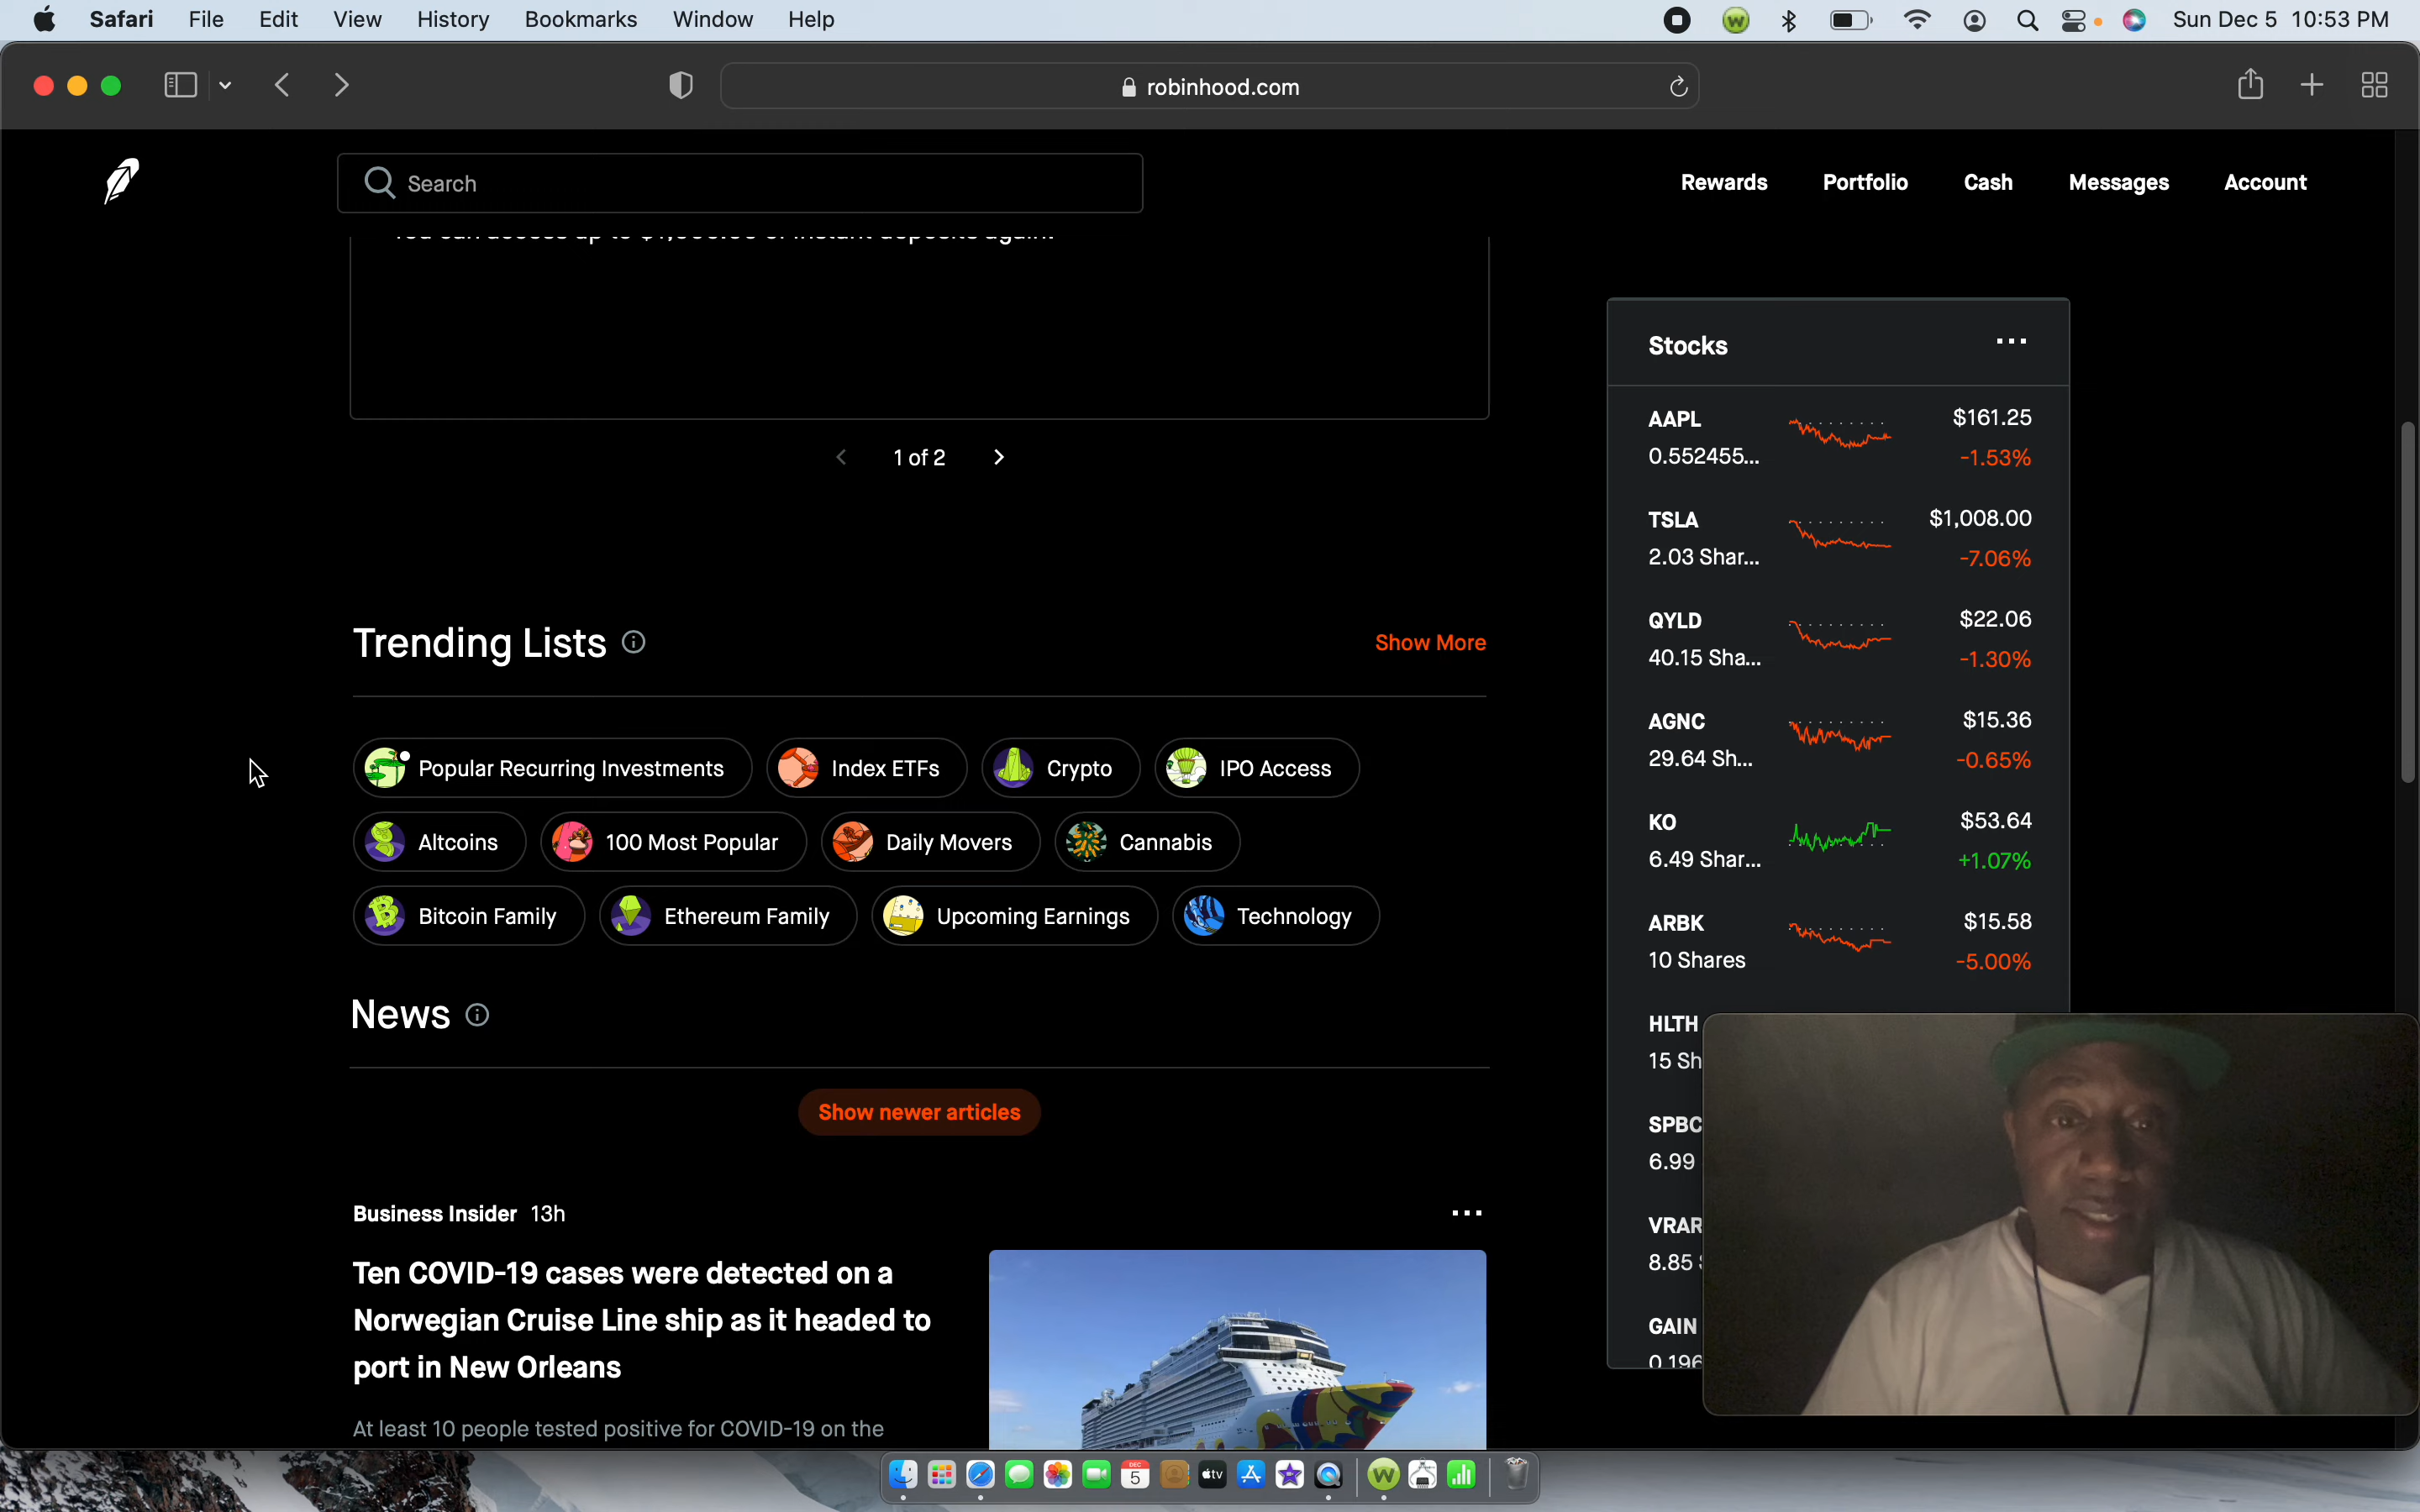 Safari File Edit View History Bookmarks Window Help
Sun Dec 5 10:53 PM
robinhood.com
Search
Rewards Portfolio Cash Messages Account
1 of 2
Stocks
AAPL $161.25
0.552455... -1.53%
TSLA $1,008.00
2.03 Shar... -7.06%
QYLD $22.06
40.15 Sha... -1.30%
AGNC $15.36
29.64 Sh... -0.65%
KO $53.64
6.49 Shar... +1.07%
ARBK $15.58
10 Shares -5.00%
HLTH
15 Sh
SPBC
6.99
VRAR
8.85
GAIN
0.196
Trending Lists
Show More
Popular Recurring Investments Index ETFs Crypto IPO Access
Altcoins 100 Most Popular Daily Movers Cannabis
Bitcoin Family Ethereum Family Upcoming Earnings Technology
News
Show newer articles
Business Insider 13h
Ten COVID-19 cases were detected on a
Norwegian Cruise Line ship as it headed to
port in New Orleans
At least 10 people tested positive for COVID-19 on the
DEC
5
tv